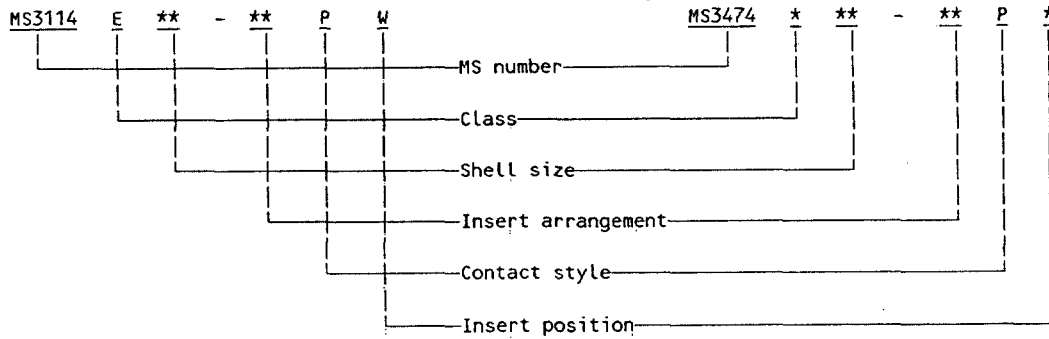 MS3114 E ** - ** P W MS3474 * ** - ** P *
MS number
Class
Shell size
Insert arrangement
Contact style
Insert position